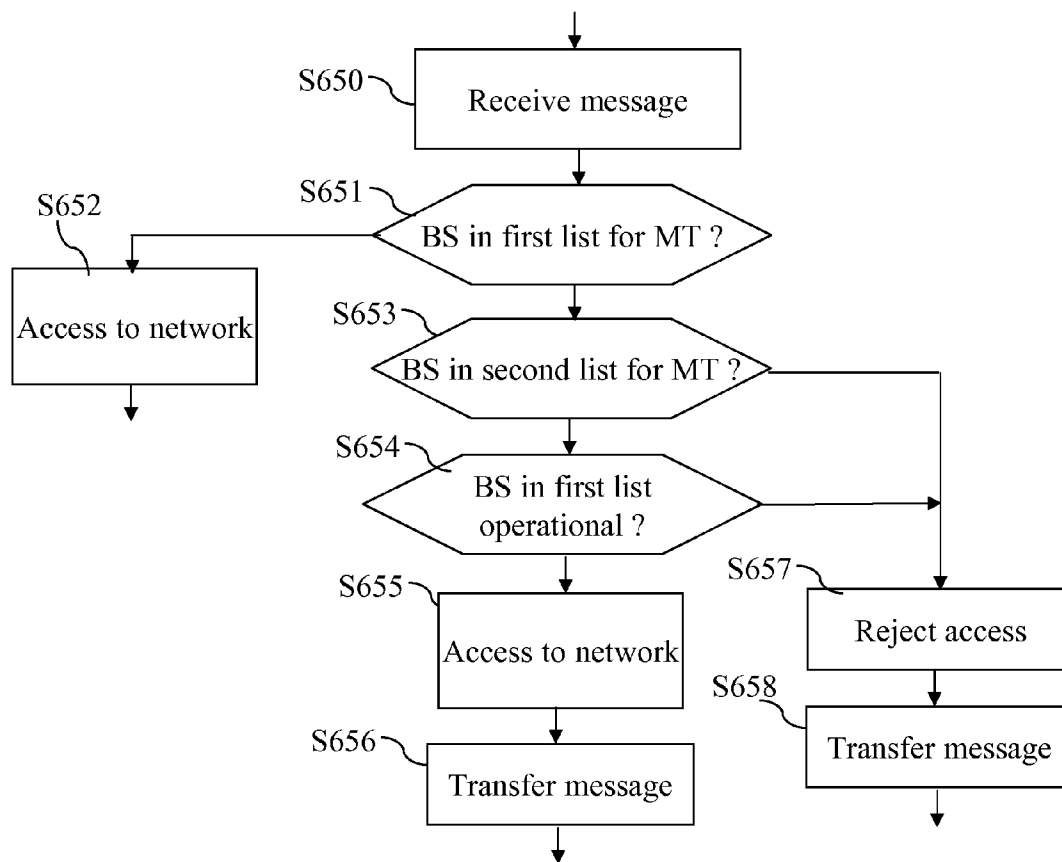 S650
Receive message
S651
BS in first list for MT ?
S652
Access to network
S653
BS in second list for MT ?
S654
BS in first list
operational ?
S655
Access to network
S656
Transfer message
S657
Reject access
S658
Transfer message